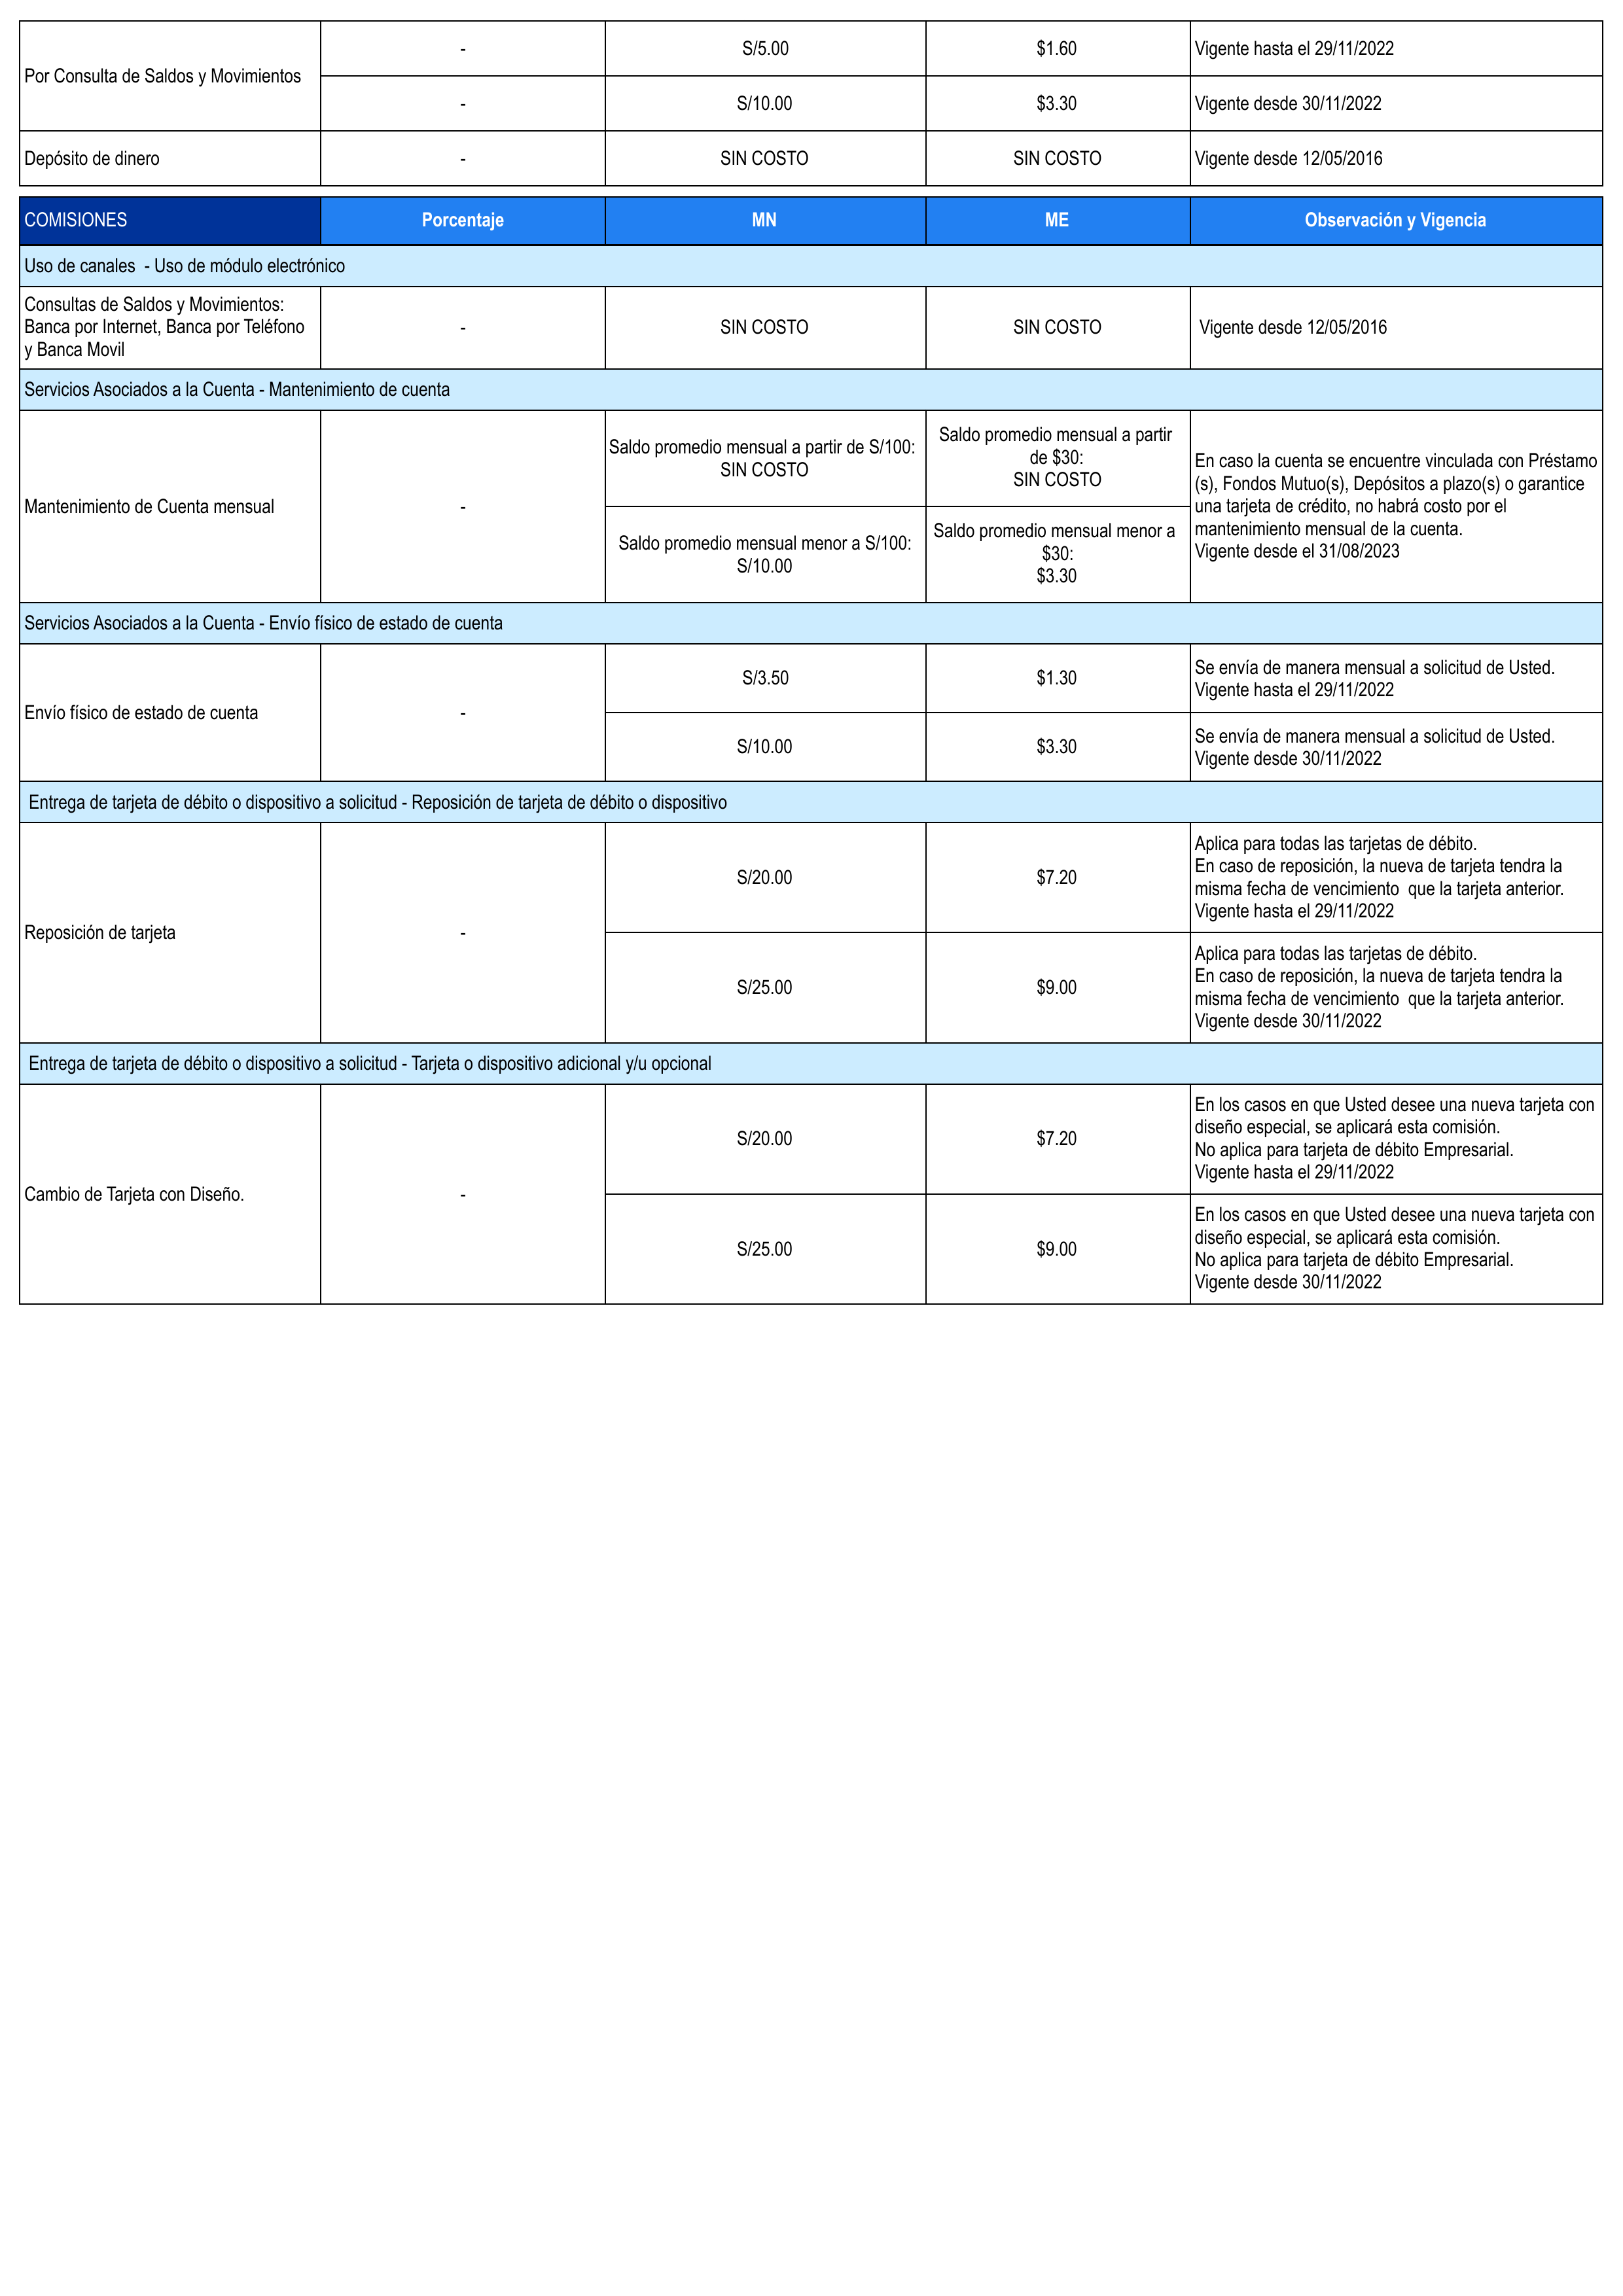 Por Consulta de Saldos y Movimientos
-
S/5.00
$1.60
Vigente hasta el 29/11/2022
-
S/10.00
$3.30
Vigente desde 30/11/2022
Depósito de dinero
-
SIN COSTO
SIN COSTO
Vigente desde 12/05/2016
COMISIONES
Porcentaje
MN
ME
Observación y Vigencia
Uso de canales  - Uso de módulo electrónico
Consultas de Saldos y Movimientos:
Banca por Internet, Banca por Teléfono
y Banca Movil
-
SIN COSTO
SIN COSTO
Vigente desde 12/05/2016
Servicios Asociados a la Cuenta - Mantenimiento de cuenta
Mantenimiento de Cuenta mensual
-
Saldo promedio mensual a partir de S/100:
SIN COSTO
Saldo promedio mensual a partir
de $30:
SIN COSTO
Saldo promedio mensual menor a S/100:
S/10.00
Saldo promedio mensual menor a
$30:
$3.30
En caso la cuenta se encuentre vinculada con Préstamo
(s), Fondos Mutuo(s), Depósitos a plazo(s) o garantice
una tarjeta de crédito, no habrá costo por el
mantenimiento mensual de la cuenta.
Vigente desde el 31/08/2023
Servicios Asociados a la Cuenta - Envío físico de estado de cuenta
Envío físico de estado de cuenta
-
S/3.50
$1.30
Se envía de manera mensual a solicitud de Usted.
Vigente hasta el 29/11/2022
S/10.00
$3.30
Se envía de manera mensual a solicitud de Usted.
Vigente desde 30/11/2022
Entrega de tarjeta de débito o dispositivo a solicitud - Reposición de tarjeta de débito o dispositivo
Reposición de tarjeta
-
S/20.00
$7.20
Aplica para todas las tarjetas de débito.
En caso de reposición, la nueva de tarjeta tendra la
misma fecha de vencimiento  que la tarjeta anterior.
Vigente hasta el 29/11/2022
S/25.00
$9.00
Aplica para todas las tarjetas de débito.
En caso de reposición, la nueva de tarjeta tendra la
misma fecha de vencimiento  que la tarjeta anterior.
Vigente desde 30/11/2022
Entrega de tarjeta de débito o dispositivo a solicitud - Tarjeta o dispositivo adicional y/u opcional
Cambio de Tarjeta con Diseño.
-
S/20.00
$7.20
En los casos en que Usted desee una nueva tarjeta con
diseño especial, se aplicará esta comisión.
No aplica para tarjeta de débito Empresarial.
Vigente hasta el 29/11/2022
S/25.00
$9.00
En los casos en que Usted desee una nueva tarjeta con
diseño especial, se aplicará esta comisión.
No aplica para tarjeta de débito Empresarial.
Vigente desde 30/11/2022